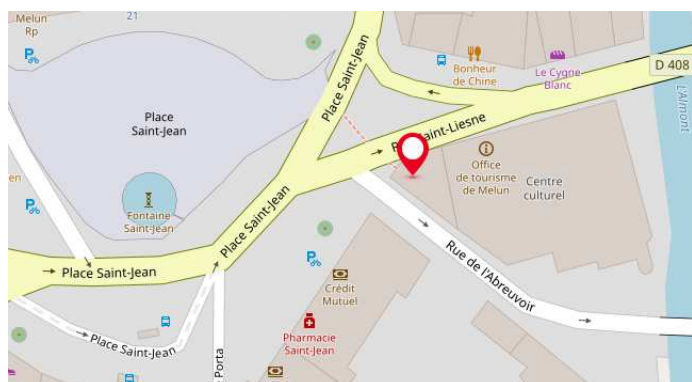 21
Melun
Rp
Place Saint-Jean
Bonheur
de Chine
Le Cygne
Blanc
D 408
L'Almont
Place
Saint-Jean
Saint-Liesne
Office
de tourisme
de Melun
Centre
culturel
en
Fontaine
Saint-Jean
Place Saint-Jean
Place Saint-Jean
Rue de l'Abreuvoir
Crédit
Mutuel
Place Saint-Jean
Pharmacie
Saint-Jean
Porta